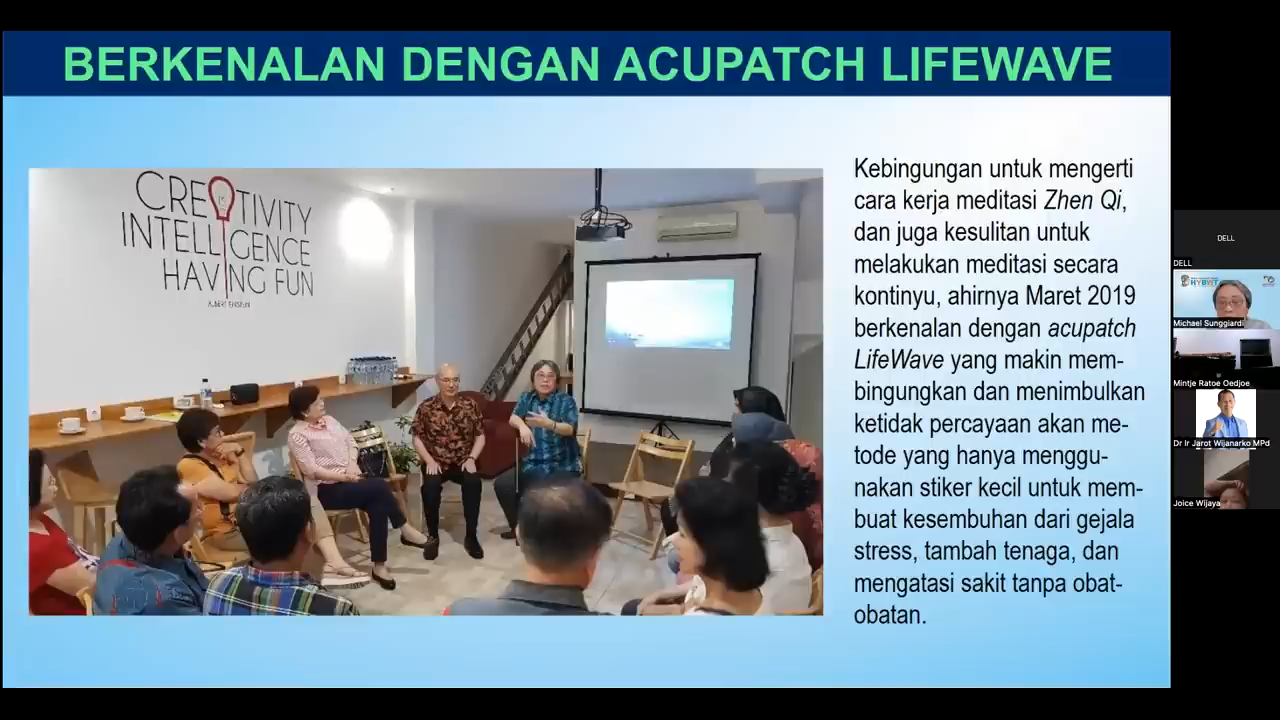 BERKENALAN DENGAN ACUPATCH LIFEWAVE
CREATIVITY
INTELLIGENCE
HAVING FUN
Kebingungan untuk mengerti
cara kerja meditasi Zhen Qi,
dan juga kesulitan untuk
melakukan meditasi secara
kontinyu, ahirnya Maret 2019
berkenalan dengan acupatch
LifeWave yang makin mem-
bingungkan dan menimbulkan
ketidak percayaan akan me-
tode yang hanya menggu-
nakan stiker kecil untuk mem-
buat kesembuhan dari gejala
stress, tambah tenaga, dan
mengatasi sakit tanpa obat-
obatan.
DELL
DELL
Michael Sunggiardi
Mintje Ratoe Oedjoe
Dr Ir Jarot Wijanarko MPd
Joice Wijaya